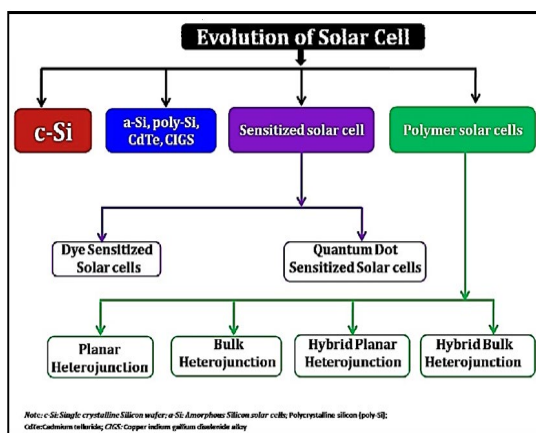 Evolution of Solar Cell
c-Si
a-Si, poly-Si,
CdTe, CIGS
Sensitized solar cell
Polymer solar cells
Dye Sensitized
Solar cells
Quantum Dot
Sensitized Solar cells
Planar
Heterojunction
Bulk
Heterojunction
Hybrid Planar
Heterojunction
Hybrid Bulk
Heterojunction
Note: c-Si: Single crystalline Silicon wafer; a-Si: Amorphous Silicon solar cells; Polycrystalline silicon (poly-Si);
CdTe: Cadmium telluride; CIGS: Copper indium gallium diselenide alloy